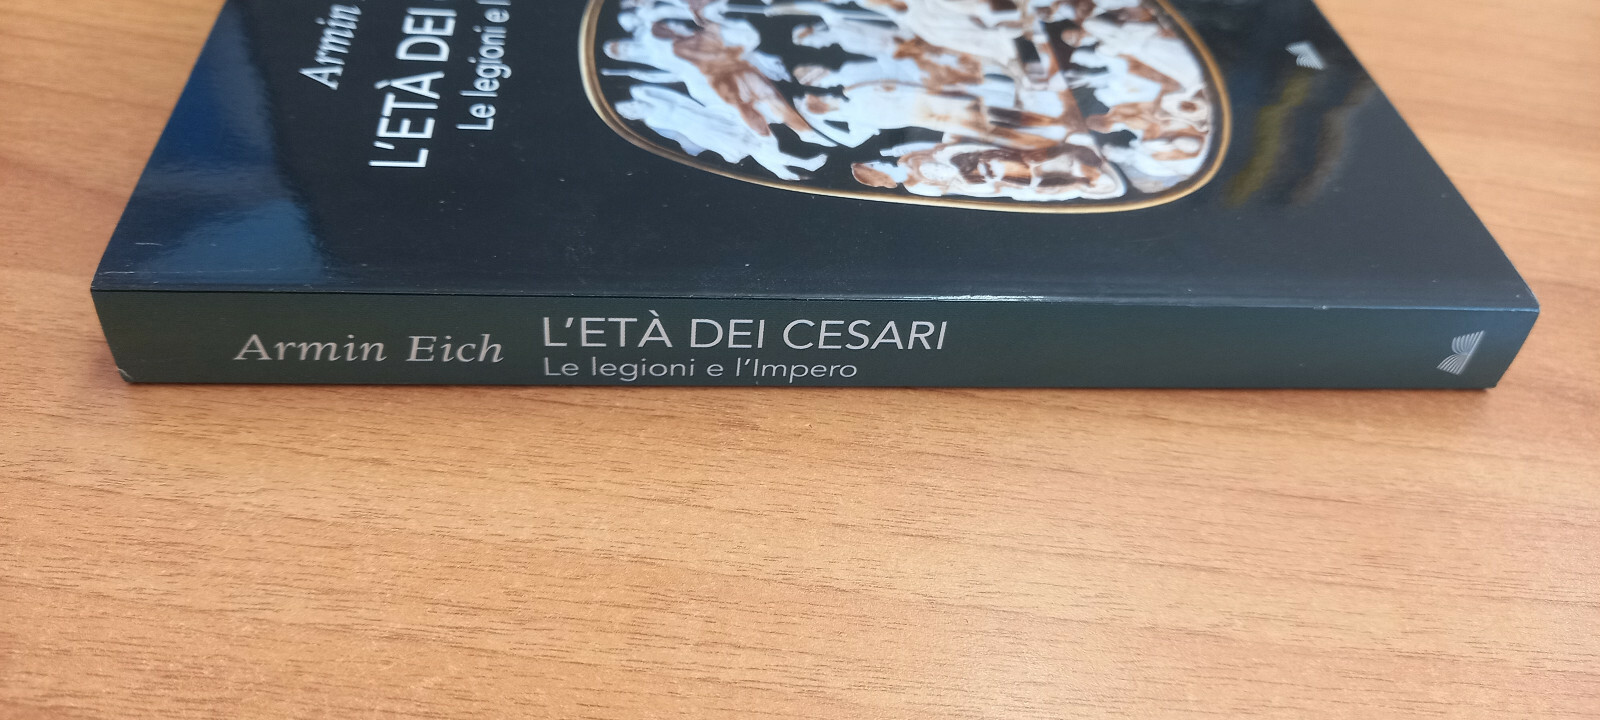 Armin
L'ETÀ DEI
Le legioni e l'
Armin Eich
L'ETÀ DEI CESARI
Le legioni e l'Impero